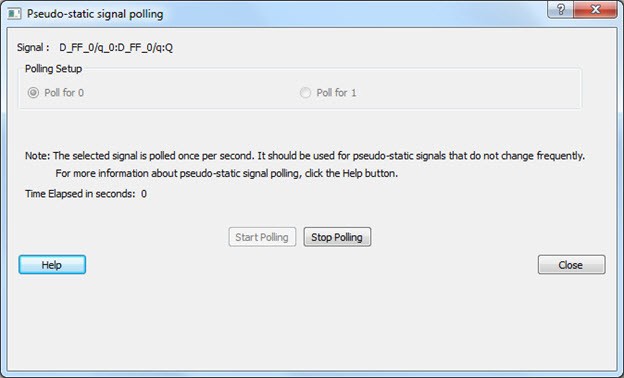 Pseudo-static signal polling
Signal : D_FF_0/q_0:D_FF_0/q:Q
Polling Setup
Poll for 0 Poll for 1
Note: The selected signal is polled once per second. It should be used for pseudo-static signals that do not change frequently.
For more information about pseudo-static signal polling, click the Help button.
Time Elapsed in seconds: 0
Start Polling Stop Polling
Help Close